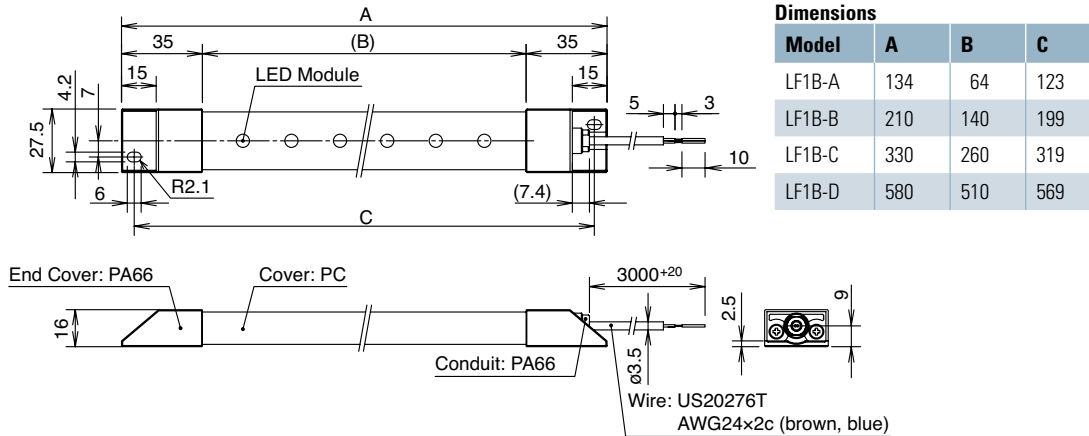 A
35
(B)
35
15
LED Module
15
4.2
7
27.5
5
3
10
6
R2.1
(7.4)
C
Dimensions
Model A B C
LF1B-A 134 64 123
LF1B-B 210 140 199
LF1B-C 330 260 319
LF1B-D 580 510 569
End Cover: PA66
Cover: PC
3000+20
16
Conduit: PA66
ø3.5
2.5
9
Wire: US20276T
AWG24×2c (brown, blue)